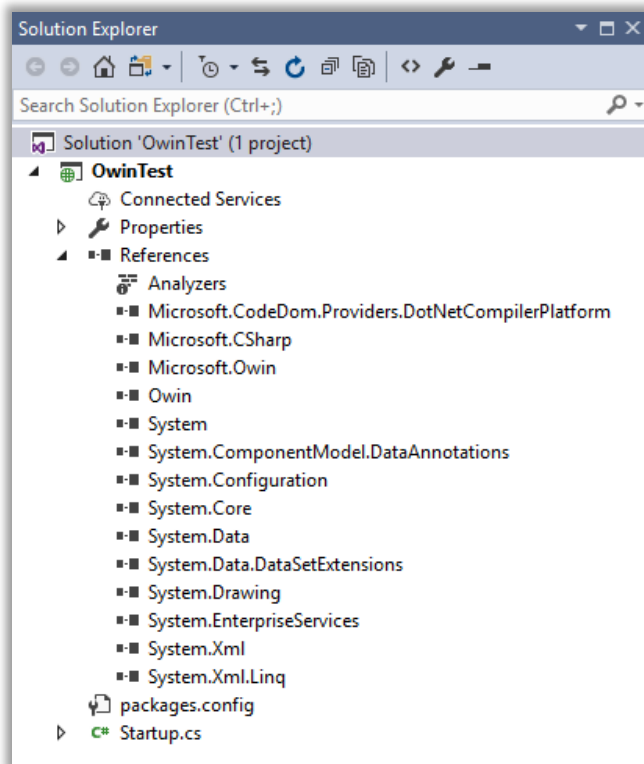 Solution Explorer
Search Solution Explorer (Ctrl+;)
Solution 'OwinTest' (1 project)
OwinTest
Connected Services
Properties
References
Analyzers
Microsoft.CodeDom.Providers.DotNetCompilerPlatform
Microsoft.CSharp
Microsoft.Owin
Owin
System
System.ComponentModel.DataAnnotations
System.Configuration
System.Core
System.Data
System.Data.DataSetExtensions
System.Drawing
System.EnterpriseServices
System.Xml
System.Xml.Linq
packages.config
C# Startup.cs